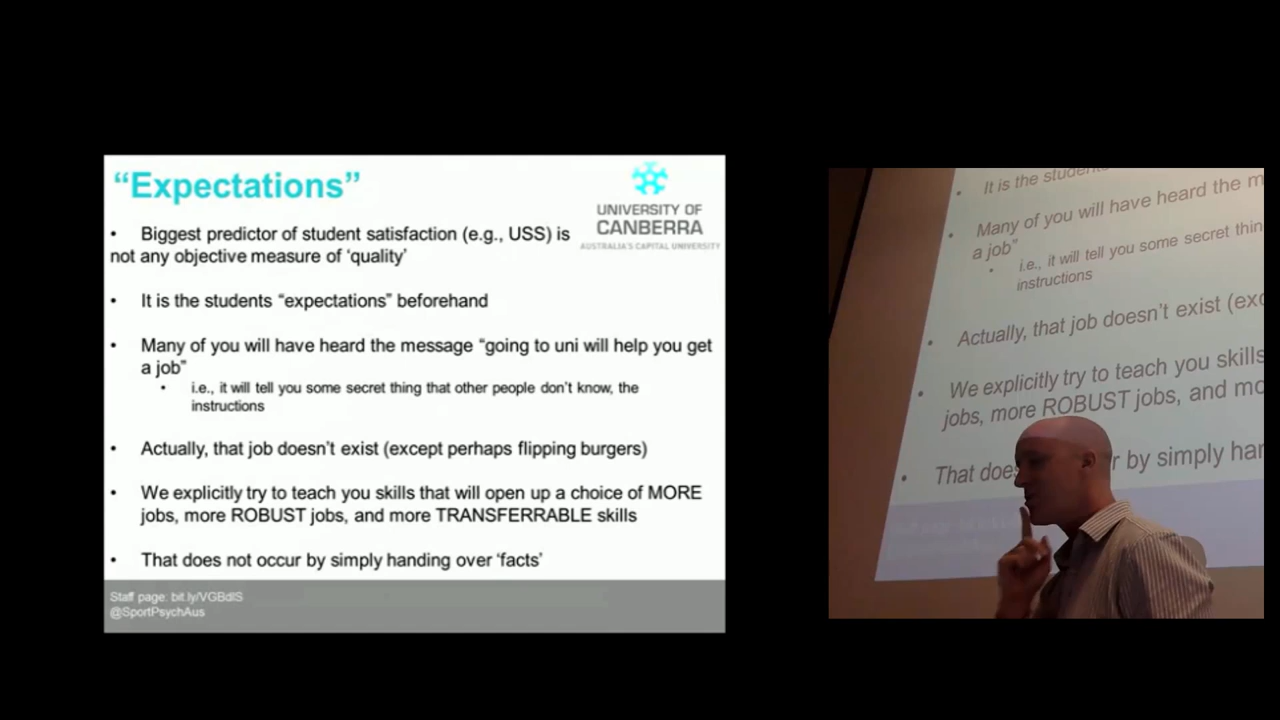 “Expectations”
UNIVERSITY OF
CANBERRA
AUSTRALIA'S CAPITAL UNIVERSITY
• Biggest predictor of student satisfaction (e.g., USS) is
not any objective measure of ‘quality’
• It is the students “expectations” beforehand
• Many of you will have heard the message “going to uni will help you get
a job”
• i.e., it will tell you some secret thing that other people don’t know, the
instructions
• Actually, that job doesn’t exist (except perhaps flipping burgers)
• We explicitly try to teach you skills that will open up a choice of MORE
jobs, more ROBUST jobs, and more TRANSFERRABLE skills
• That does not occur by simply handing over ‘facts’
Staff page: bit.ly/VGBdIS
@SportPsychAus
• It is the
• Many of you will have heard the
a job”
• i.e., it will tell you some secret
instructions
• Actually, that job doesn’t exist
• We explicitly try to teach you skills
jobs, more ROBUST jobs, and
• That by simply